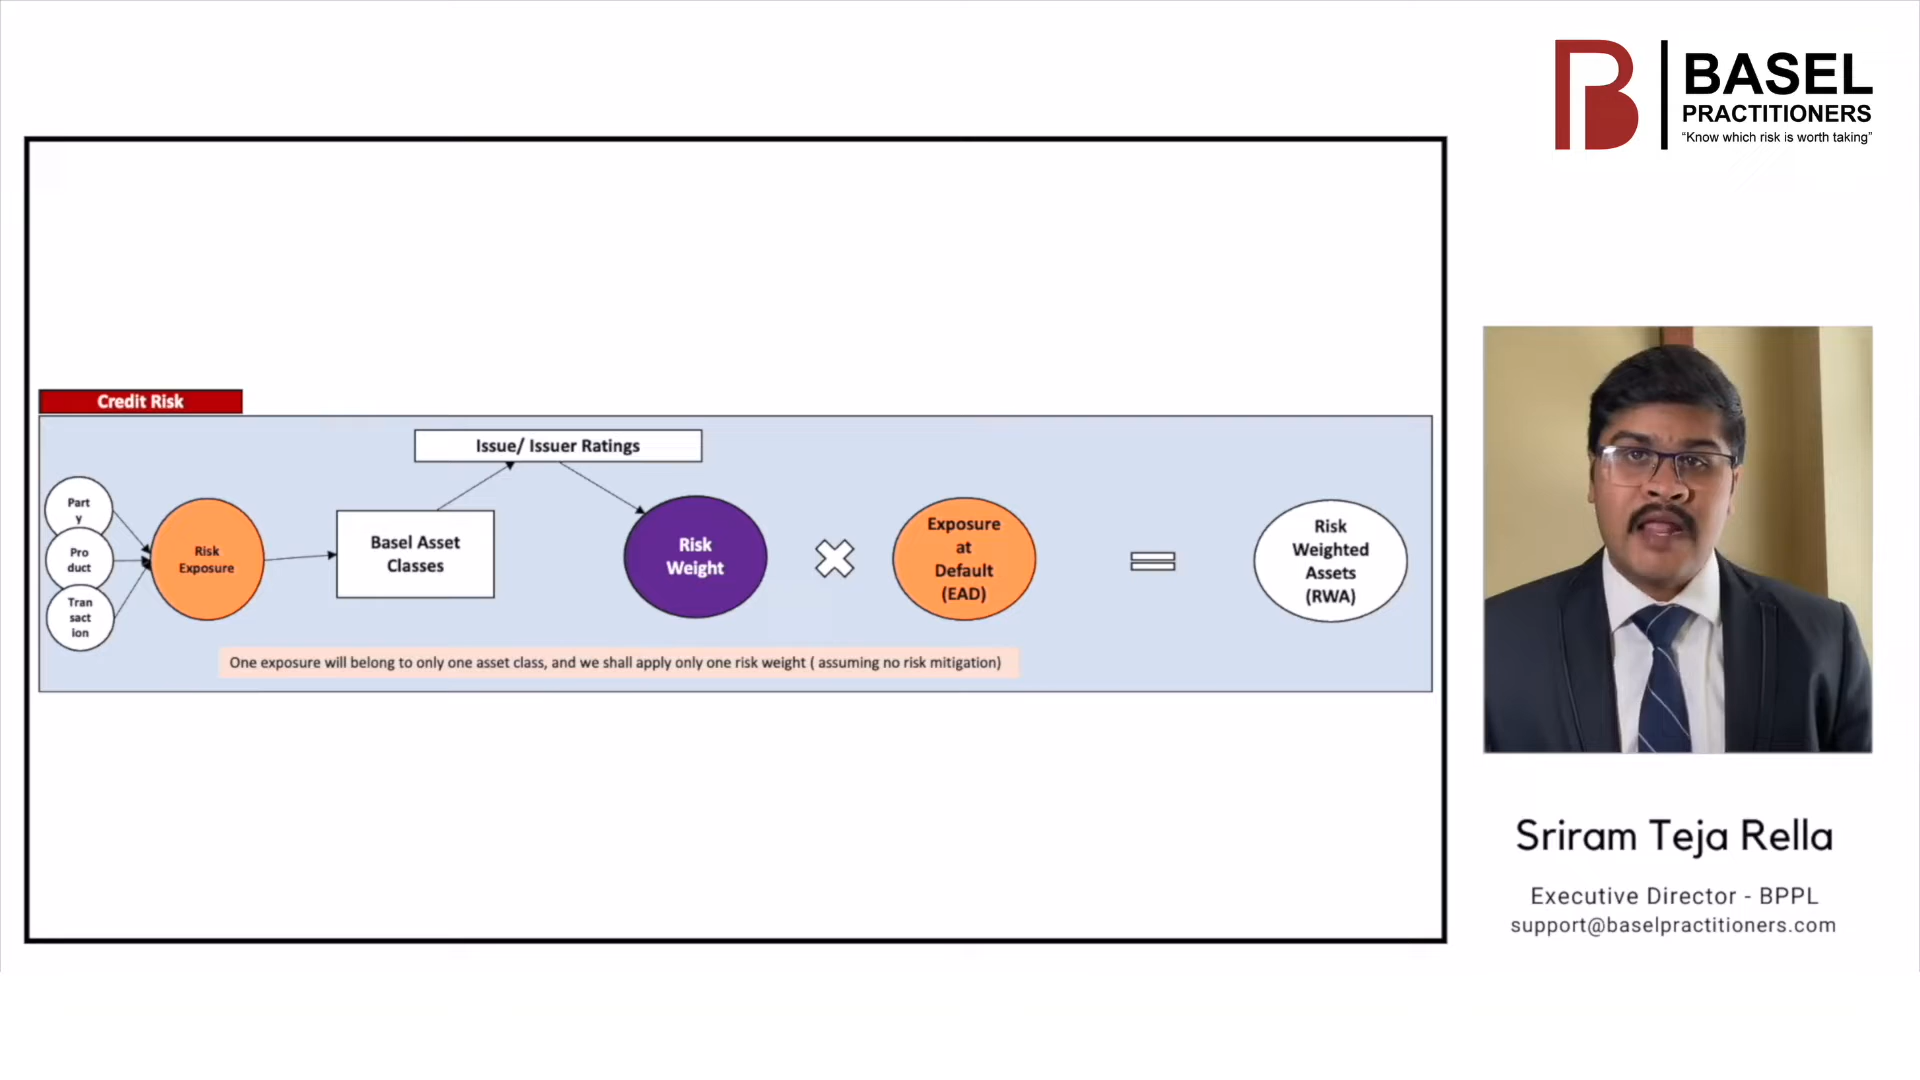 BASEL
PRACTITIONERS
“Know which risk is worth taking”
Credit Risk
Issue/ Issuer Ratings
Part
y
Pro
duct
Tran
sact
ion
Risk
Exposure
Basel Asset
Classes
Risk
Weight
Exposure
at
Default
(EAD)
Risk
Weighted
Assets
(RWA)
One exposure will belong to only one asset class, and we shall apply only one risk weight ( assuming no risk mitigation)
Sriram Teja Rella
Executive Director - BPPL
support@baselpractitioners.com